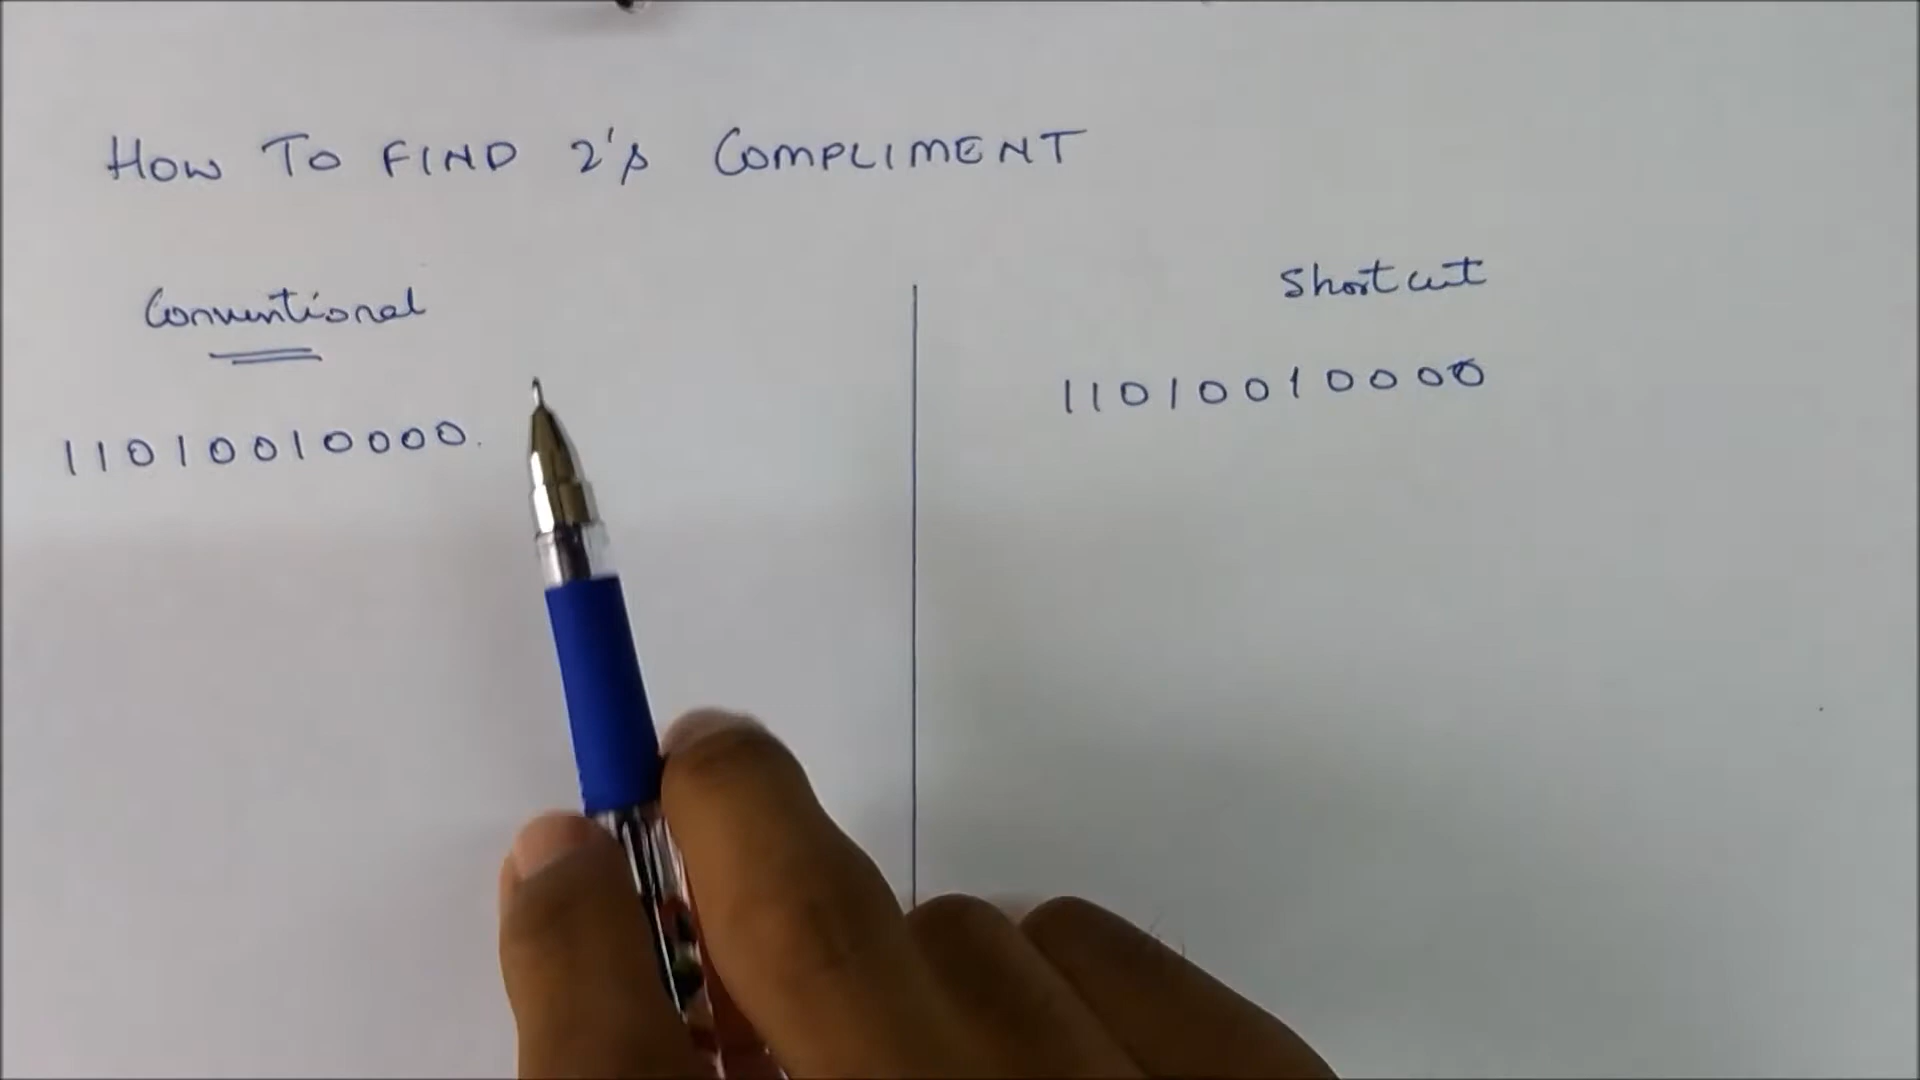 HOW TO FIND 2's COMPLIMENT
Conventional
11010010000.
Shortcut
11010010000